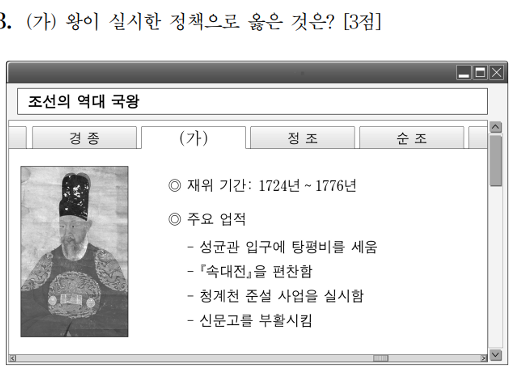 3. (가) 왕이 실시한 정책으로 옳은 것은? [3점]
조선의 역대 국왕
경 종 (가) 정 조 순 조
◎ 재위 기간: 1724년 ~ 1776년
◎ 주요 업적
- 성균관 입구에 탕평비를 세움
- 『속대전』을 편찬함
- 청계천 준설 사업을 실시함
- 신문고를 부활시킴